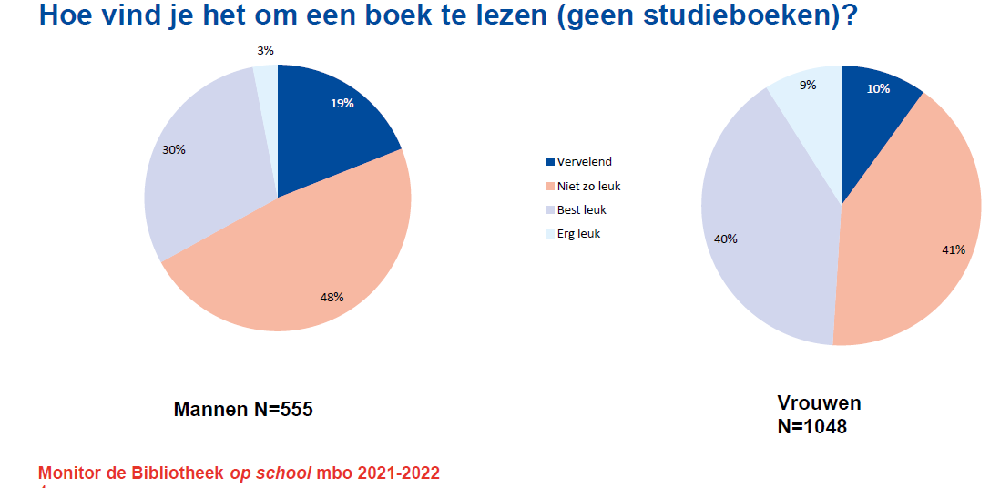 Hoe vind je het om een boek te lezen (geen studieboeken)?
3%
19%
30%
48%
Mannen N=555
Vervelend
Niet zo leuk
Best leuk
Erg leuk
9%
10%
40%
41%
Vrouwen
N=1048
Monitor de Bibliotheek op school mbo 2021-2022